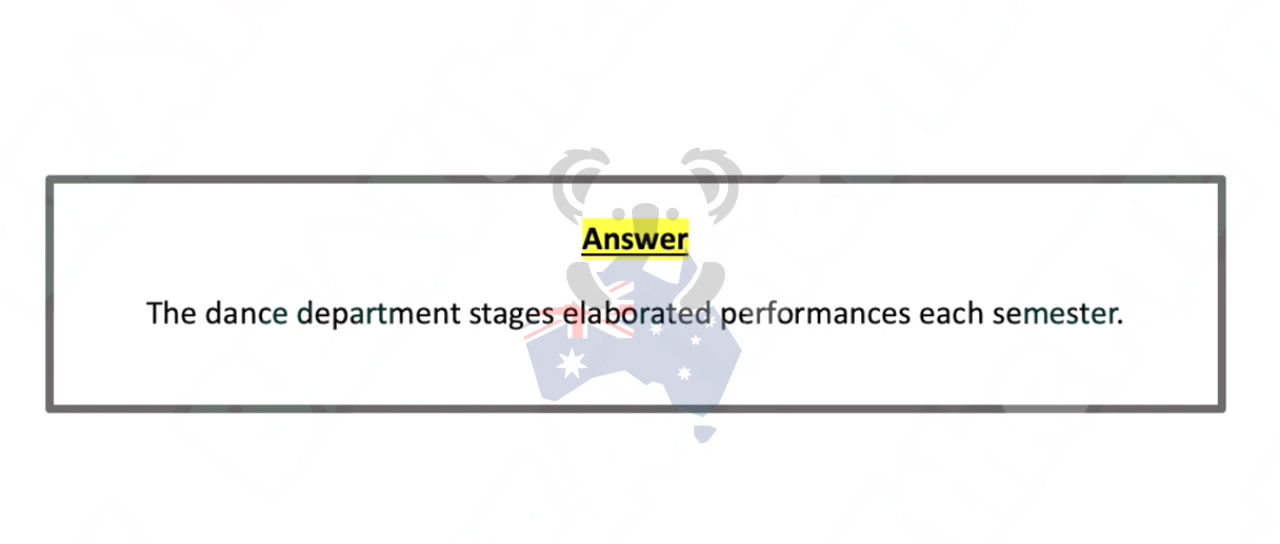 Answer
The dance department stages elaborated performances each semester.